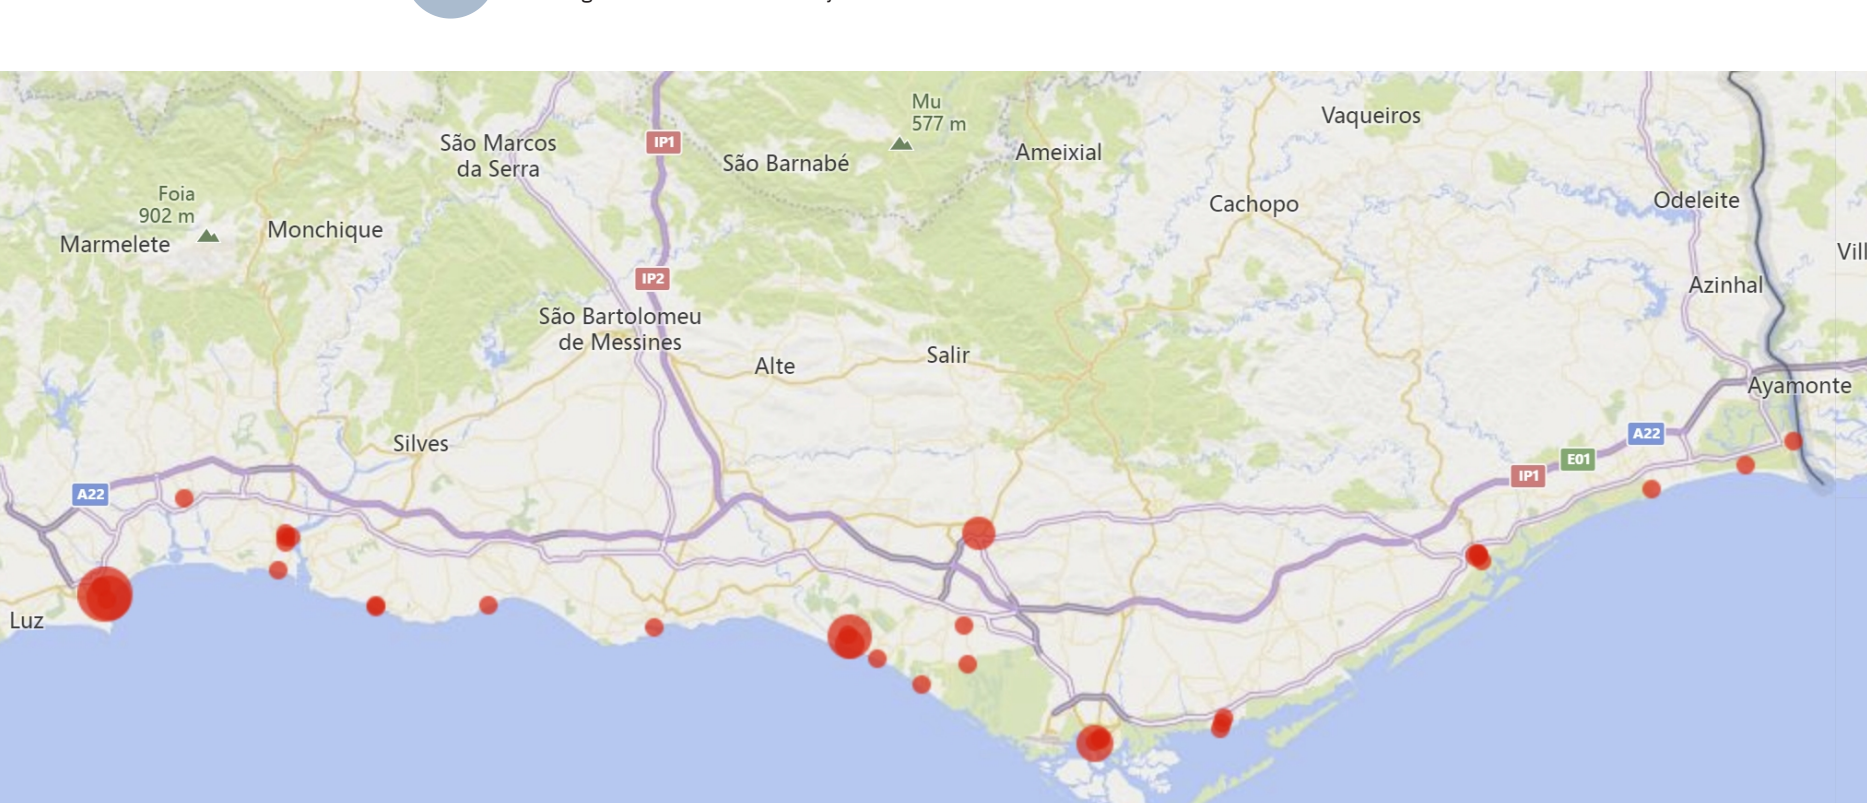 Mu
577 m
Vaqueiros
São Marcos
da Serra
IP1
São Barnabé
Ameixial
Foia
902 m
Marmelete
Monchique
Cachopo
Odeleite
Vill
IP2
Azinhal
São Bartolomeu
de Messines
Alte
Salir
Ayamonte
Silves
A22
E01
IP1
A22
Luz